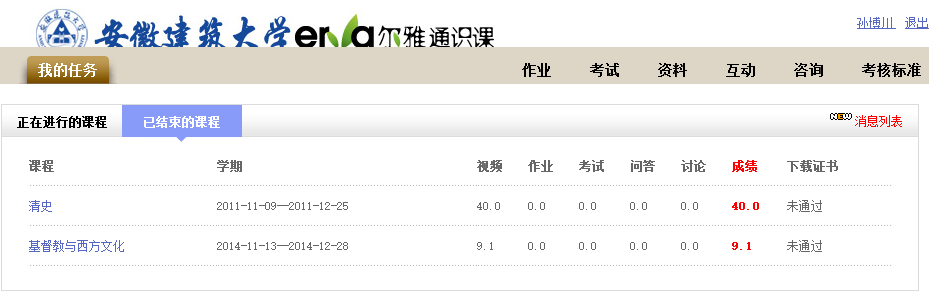 安徽建筑大学 erya 尔雅通识课
孙博川 退出
我的任务 作业 考试 资料 互动 咨询 考核标准
正在进行的课程 已结束的课程 NEW 消息列表
课程 学期 视频 作业 考试 问答 讨论 成绩 下载证书
清史 2011-11-09—2011-12-25 40.0 0.0 0.0 0.0 0.0 40.0 未通过
基督教与西方文化 2014-11-13—2014-12-28 9.1 0.0 0.0 0.0 0.0 9.1 未通过